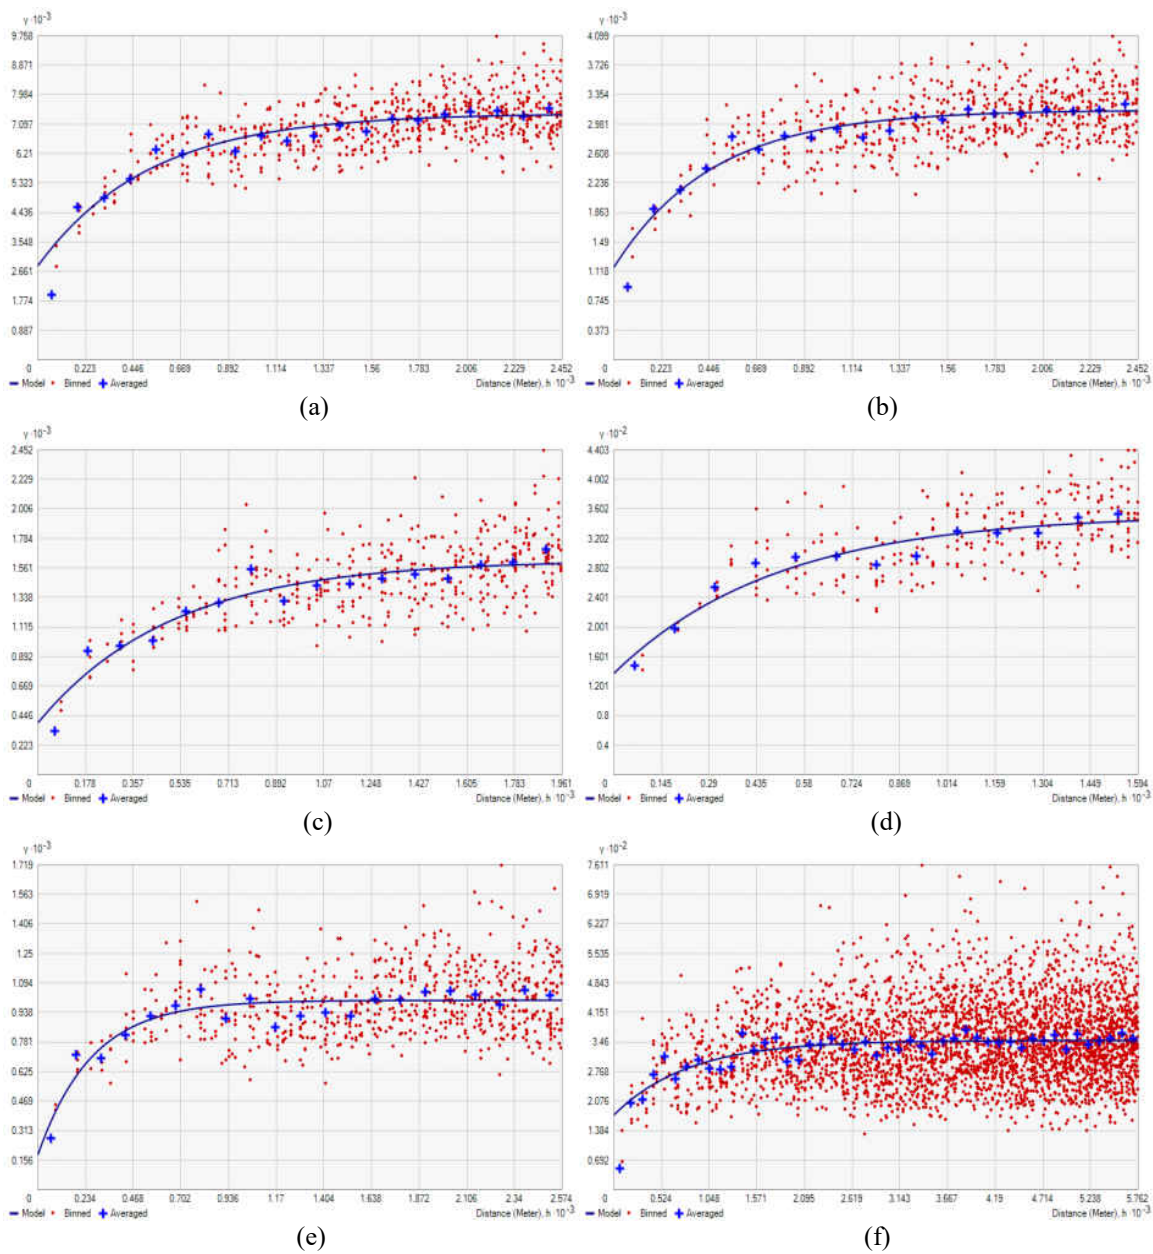 γ ·10⁻³
9.758
8.871
7.984
7.097
6.21
5.323
4.436
3.548
2.661
1.774
0.887
0 0.223 0.446 0.669 0.892 1.114 1.337 1.56 1.783 2.006 2.229 2.452
Model Binned Averaged Distance (Meter), h ·10⁻³
(a)
γ ·10⁻³
4.099
3.726
3.354
2.981
2.608
2.236
1.863
1.49
1.118
0.745
0.373
0 0.223 0.446 0.669 0.892 1.114 1.337 1.56 1.783 2.006 2.229 2.452
Model Binned Averaged Distance (Meter), h ·10⁻³
(b)
γ ·10⁻³
2.452
2.229
2.006
1.784
1.561
1.338
1.115
0.892
0.669
0.446
0.223
0 0.178 0.357 0.535 0.713 0.892 1.07 1.248 1.427 1.605 1.783 1.961
Model Binned Averaged Distance (Meter), h ·10⁻³
(c)
γ ·10⁻²
4.403
4.002
3.602
3.202
2.802
2.401
2.001
1.601
1.201
0.8
0.4
0 0.145 0.29 0.435 0.58 0.724 0.869 1.014 1.159 1.304 1.449 1.594
Model Binned Averaged Distance (Meter), h ·10⁻³
(d)
γ ·10⁻³
1.719
1.563
1.406
1.25
1.094
0.938
0.781
0.625
0.469
0.313
0.156
0 0.234 0.468 0.702 0.936 1.17 1.404 1.638 1.872 2.106 2.34 2.574
Model Binned Averaged Distance (Meter), h ·10⁻³
(e)
γ ·10⁻²
7.611
6.919
6.227
5.535
4.843
4.151
3.46
2.768
2.076
1.384
0.692
0 0.524 1.048 1.571 2.095 2.619 3.143 3.667 4.19 4.714 5.238 5.762
Model Binned Averaged Distance (Meter), h ·10⁻³
(f)